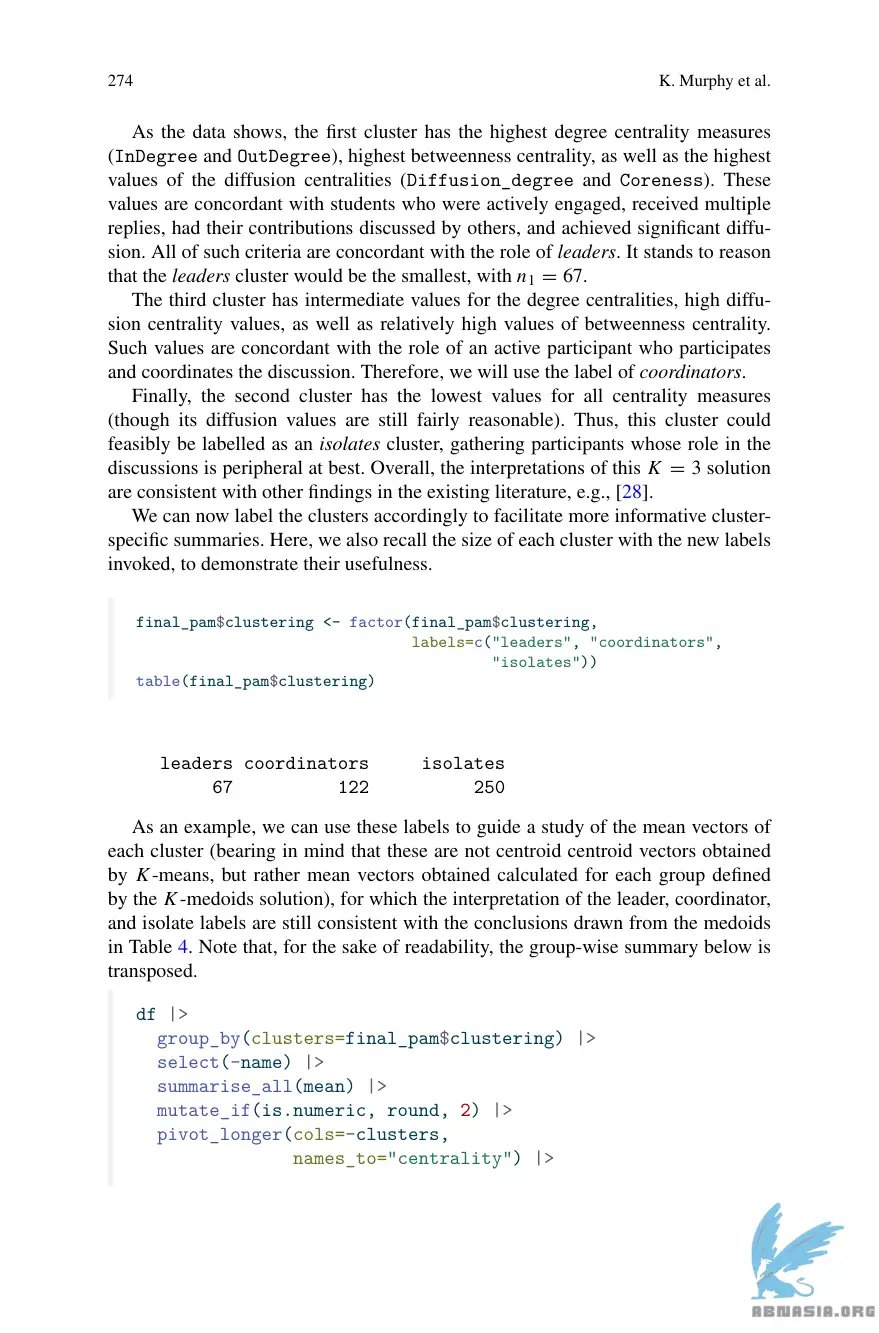 274
K. Murphy et al.
As the data shows, the first cluster has the highest degree centrality measures
(InDegree and OutDegree), highest betweenness centrality, as well as the highest
values of the diffusion centralities (Diffusion_degree and Coreness). These
values are concordant with students who were actively engaged, received multiple
replies, had their contributions discussed by others, and achieved significant diffu-
sion. All of such criteria are concordant with the role of leaders. It stands to reason
that the leaders cluster would be the smallest, with n1 = 67.
The third cluster has intermediate values for the degree centralities, high diffu-
sion centrality values, as well as relatively high values of betweenness centrality.
Such values are concordant with the role of an active participant who participates
and coordinates the discussion. Therefore, we will use the label of coordinators.
Finally, the second cluster has the lowest values for all centrality measures
(though its diffusion values are still fairly reasonable). Thus, this cluster could
feasibly be labelled as an isolates cluster, gathering participants whose role in the
discussions is peripheral at best. Overall, the interpretations of this K = 3 solution
are consistent with other findings in the existing literature, e.g., [28].
We can now label the clusters accordingly to facilitate more informative cluster-
specific summaries. Here, we also recall the size of each cluster with the new labels
invoked, to demonstrate their usefulness.
final_pam$clustering <- factor(final_pam$clustering,
labels=c("leaders", "coordinators",
"isolates"))
table(final_pam$clustering)
leaders coordinators isolates
67 122 250
As an example, we can use these labels to guide a study of the mean vectors of
each cluster (bearing in mind that these are not centroid centroid vectors obtained
by K-means, but rather mean vectors obtained calculated for each group defined
by the K-medoids solution), for which the interpretation of the leader, coordinator,
and isolate labels are still consistent with the conclusions drawn from the medoids
in Table 4. Note that, for the sake of readability, the group-wise summary below is
transposed.
df |>
group_by(clusters=final_pam$clustering) |>
select(-name) |>
summarise_all(mean) |>
mutate_if(is.numeric, round, 2) |>
pivot_longer(cols=-clusters,
names_to="centrality") |>
ABNASIA.ORG